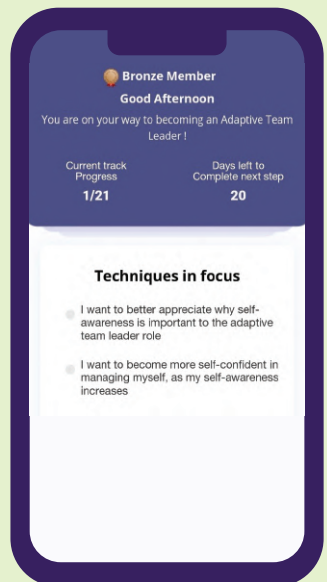 Bronze Member
Good Afternoon
You are on your way to becoming an Adaptive Team
Leader !
Current track
Progress
Days left to
Complete next step
1/21
20
Techniques in focus
I want to better appreciate why self-
awareness is important to the adaptive
team leader role
I want to become more self-confident in
managing myself, as my self-awareness
increases